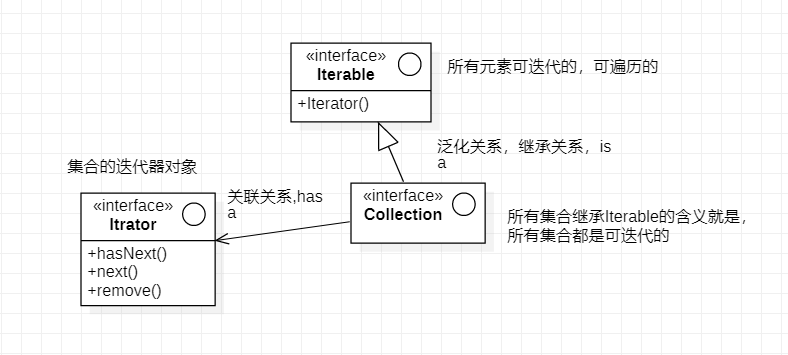 «interface»
Iterable
+Iterator()
所有元素可迭代的，可遍历的
泛化关系，继承关系，is
a
集合的迭代器对象
«interface»
Itrator
+hasNext()
+next()
+remove()
关联关系,has
a
«interface»
Collection
所有集合继承Iterable的含义就是，
所有集合都是可迭代的